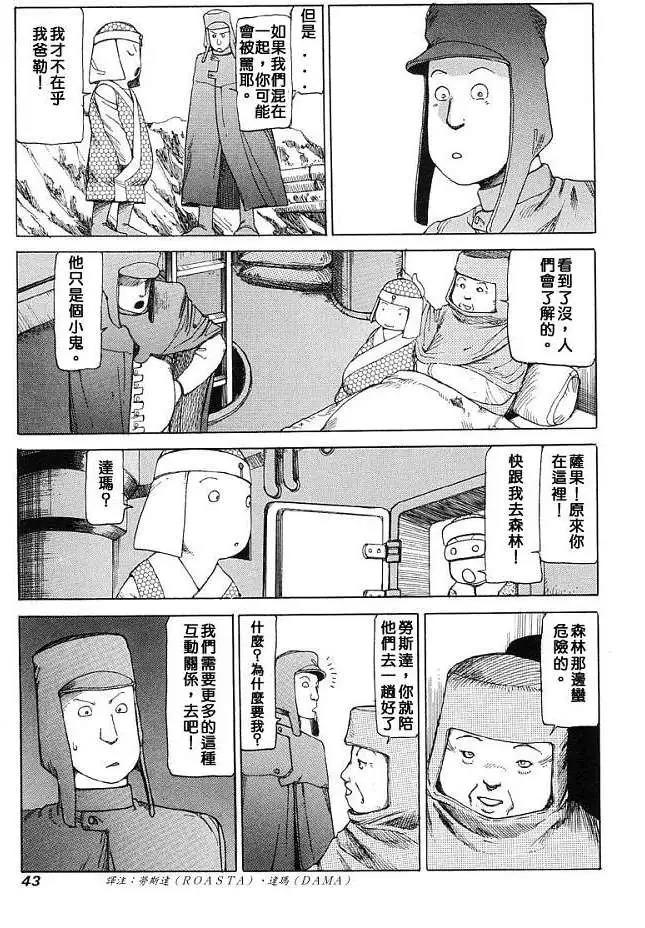 但是...
如果我們混在
一起，你可能
會被罵耶。
我才不在乎
我爸勒！
看到了沒，人
們會了解的。
他只是個小鬼。
薩果！原來你
在這裡！
快跟我去森林！
達瑪？
森林那邊蠻
危險的。
勞斯達，你就陪
他們去一趟好了
什麼？為什麼要我？
我們需要更多的這種
互動關係，去吧！
43
譯注：勞斯達（ROASTA）、達瑪（DAMA）